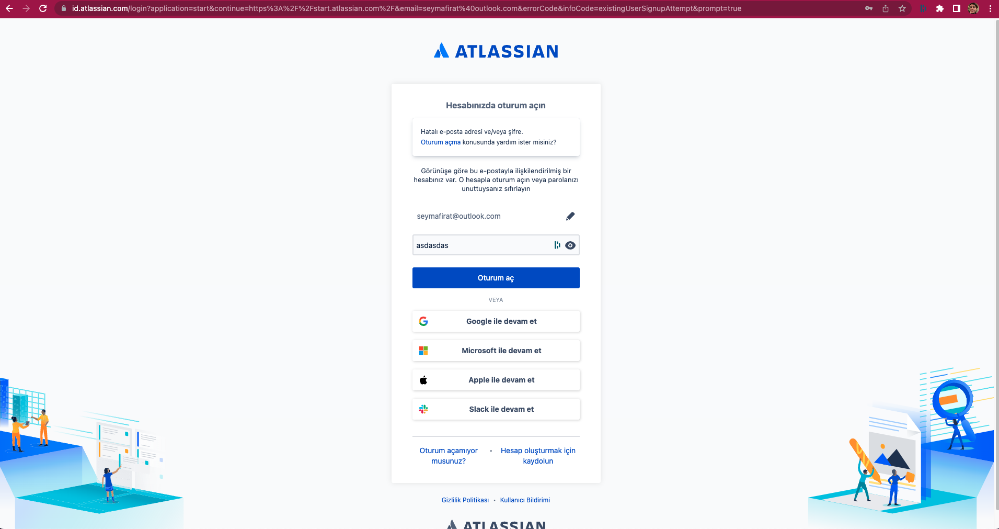 id.atlassian.com/login?application=start&continue=https%3A%2F%2Fstart.atlassian.com%2F&email=seymafirat%40outlook.com&errorCode&infoCode=existingUserSignupAttempt&prompt=true
ATLASSIAN
Hesabınızda oturum açın
Hatalı e-posta adresi ve/veya şifre.
Oturum açma konusunda yardım ister misiniz?
Görünüşe göre bu e-postayla ilişkilendirilmiş bir
hesabınız var. O hesapla oturum açın veya parolanızı
unuttuysanız sıfırlayın
seymafirat@outlook.com
asdasdas
Oturum aç
VEYA
Google ile devam et
Microsoft ile devam et
Apple ile devam et
Slack ile devam et
Oturum açamıyor musunuz? • Hesap oluşturmak için kaydolun
Gizlilik Politikası • Kullanıcı Bildirimi
ATLASSIAN